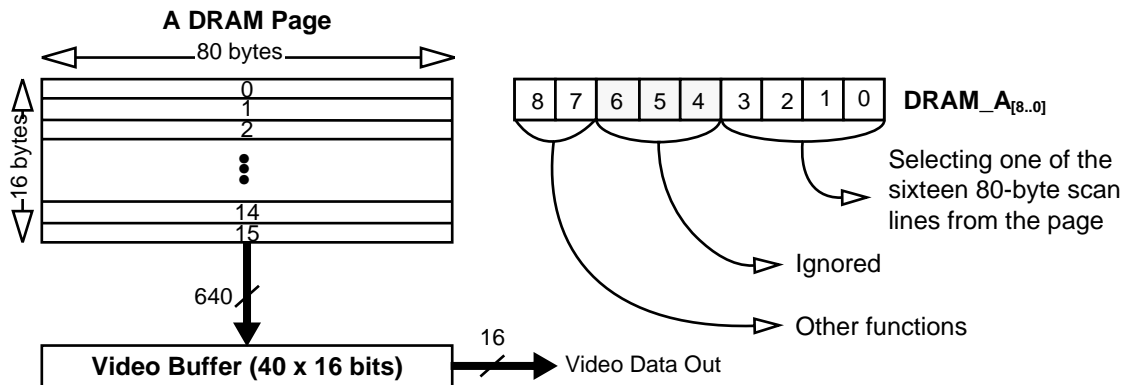 A DRAM Page
80 bytes
16 bytes
0
1
2
14
15
640
Video Buffer (40 x 16 bits)
16
Video Data Out
8 7 6 5 4 3 2 1 0
DRAM_A[8..0]
Selecting one of the
sixteen 80-byte scan
lines from the page
Ignored
Other functions